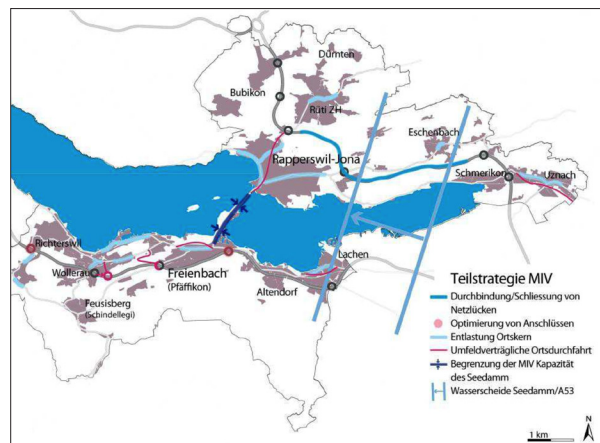 Dürnten
Bubikon
Rüti ZH
Eschenbach
Rapperswil-Jona
Schmerikon
Uznach
Richterswil
Lachen
Wollerau
Freienbach
(Pfäffikon)
Altendorf
Feusisberg
(Schindellegi)
Teilstrategie MIV
Durchbindung/Schliessung von
Netzlücken
Optimierung von Anschlüssen
Entlastung Ortskern
Umfeldverträgliche Ortsdurchfahrt
Begrenzung der MIV Kapazität
des Seedamm
Wasserscheide Seedamm/A53
1 km
N